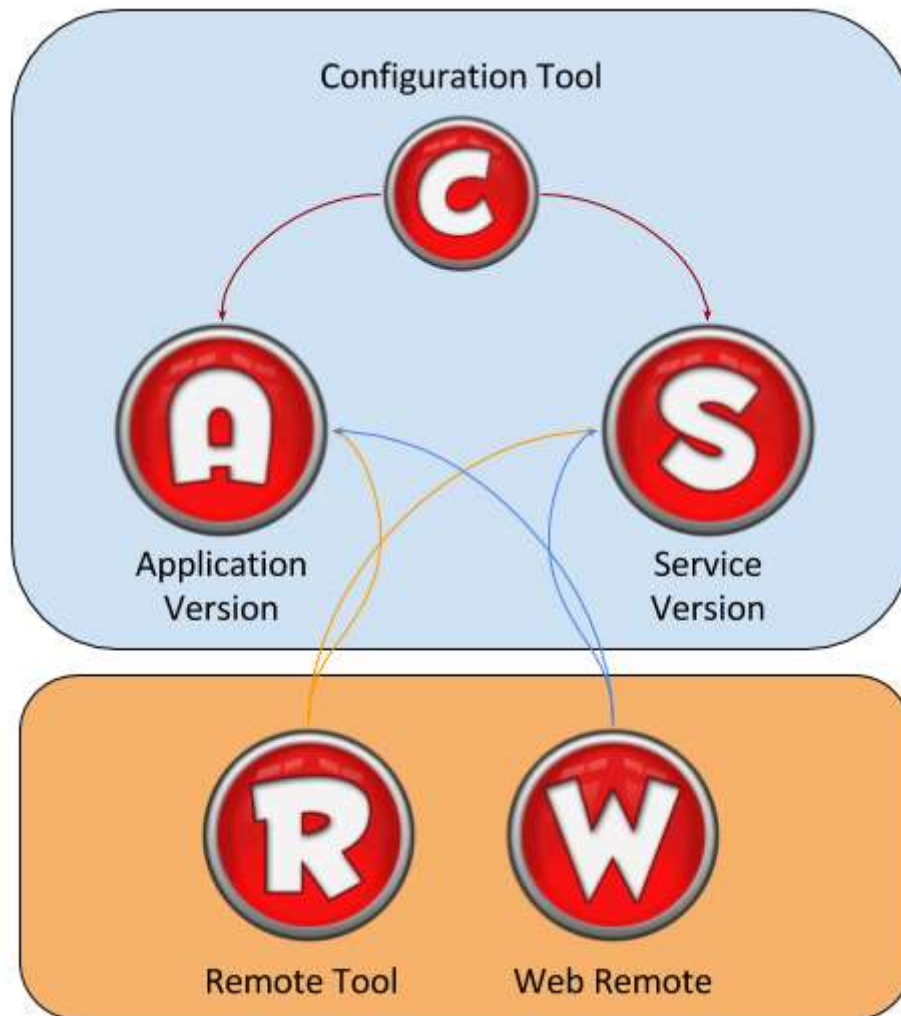 Configuration Tool
C
A
S
Application
Version
Service
Version
R
W
Remote Tool
Web Remote